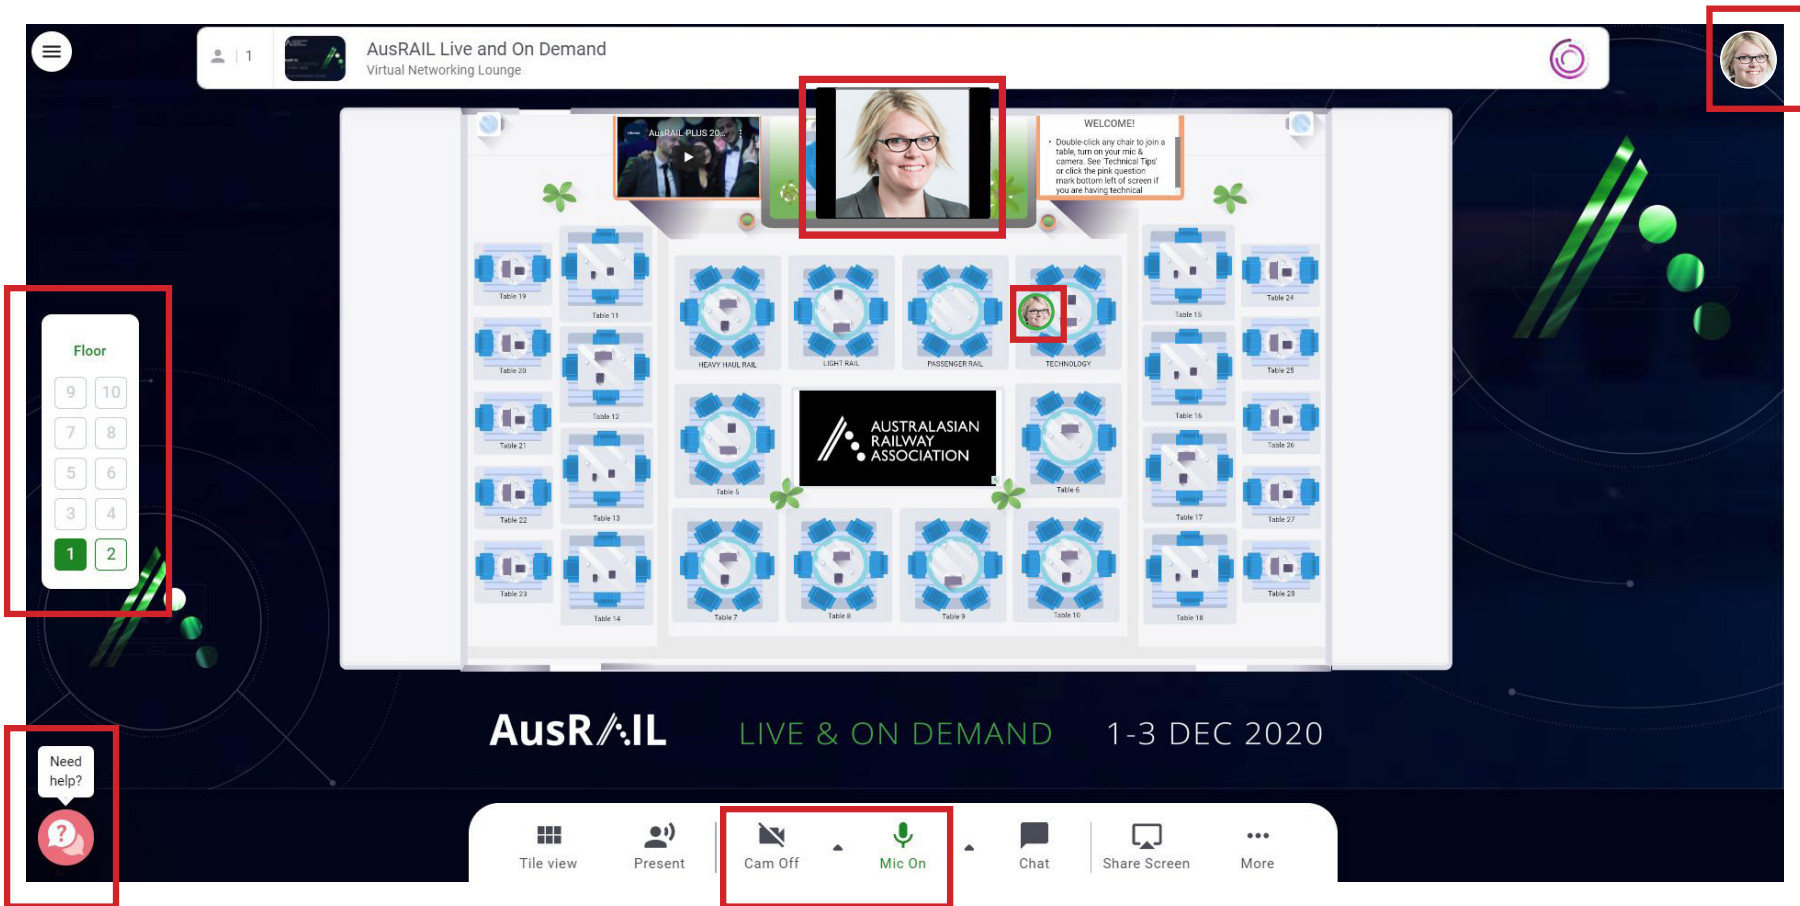 1
AusRAIL Live and On Demand
Virtual Networking Lounge
AusRAIL PLUS 20...
WELCOME!
• Double-click any chair to join a
table, turn on your mic &
camera. See 'Technical Tips'
or click the pink question
mark bottom left of screen if
you are having technical
Table 19
Table 11
Table 15
Table 24
Floor
9 10
7 8
5 6
3 4
1 2
HEAVY HAUL RAIL
LIGHT RAIL
PASSENGER RAIL
TECHNOLOGY
Table 20
Table 25
Table 12
Table 16
AUSTRALASIAN
RAILWAY
ASSOCIATION
Table 21
Table 26
Table 5
Table 6
Table 22
Table 13
Table 17
Table 27
Table 23
Table 14
Table 7
Table 8
Table 9
Table 10
Table 18
Table 28
AusRAIL LIVE & ON DEMAND 1-3 DEC 2020
Need
help?
?
Tile view
Present
Cam Off
Mic On
Chat
Share Screen
More